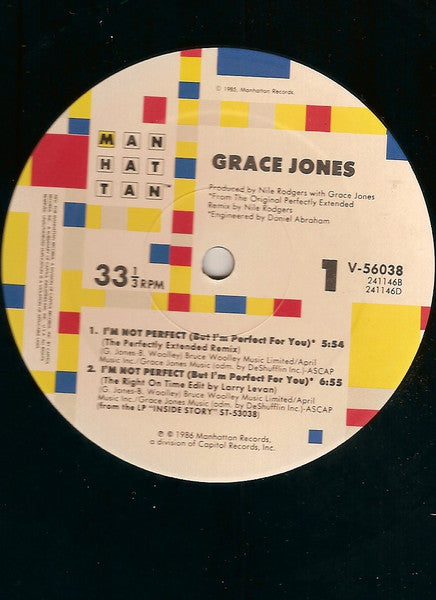 © 1985, Manhattan Records.
MAN
HAT
TAN™
GRACE JONES
Produced by Nile Rodgers with Grace Jones
*From The Original Perfectly Extended
Remix by Nile Rodgers
*Engineered by Daniel Abraham
33 1/3 RPM
1
V-56038
241146B
241146D
1. I'M NOT PERFECT (But I'm Perfect For You)* 5:54
(The Perfectly Extended Remix)
(G. Jones-B. Woolley) Bruce Woolley Music Limited/April
Music Inc./Grace Jones Music (adm. by DeShufflin Inc.)-ASCAP
2. I'M NOT PERFECT (But I'm Perfect For You)* 6:55
(The Right On Time Edit by Larry Levan)
(G. Jones-B. Woolley) Bruce Woolley Music Limited/April
Music Inc./Grace Jones Music (adm. by DeShufflin Inc.)-ASCAP
(from the LP "INSIDE STORY" ST-53038)
℗ © 1986 Manhattan Records,
a division of Capitol Records, Inc.